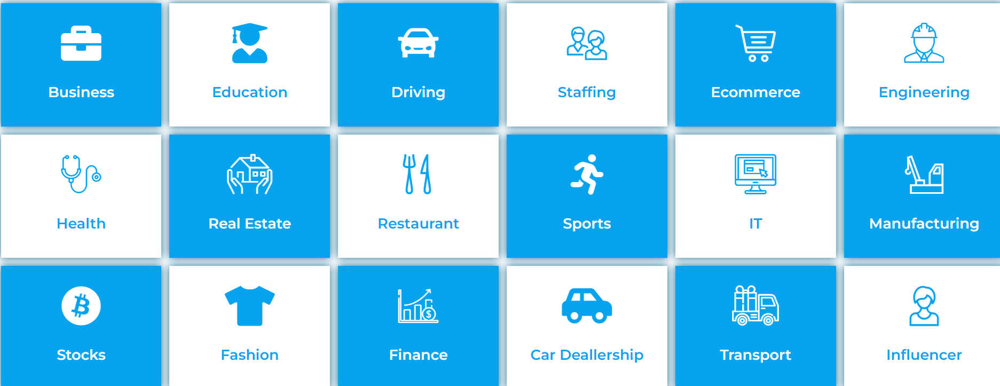 Business
Education
Driving
Staffing
Ecommerce
Engineering
Health
Real Estate
Restaurant
Sports
IT
Manufacturing
Stocks
Fashion
$
Finance
Car Deallership
Transport
Influencer